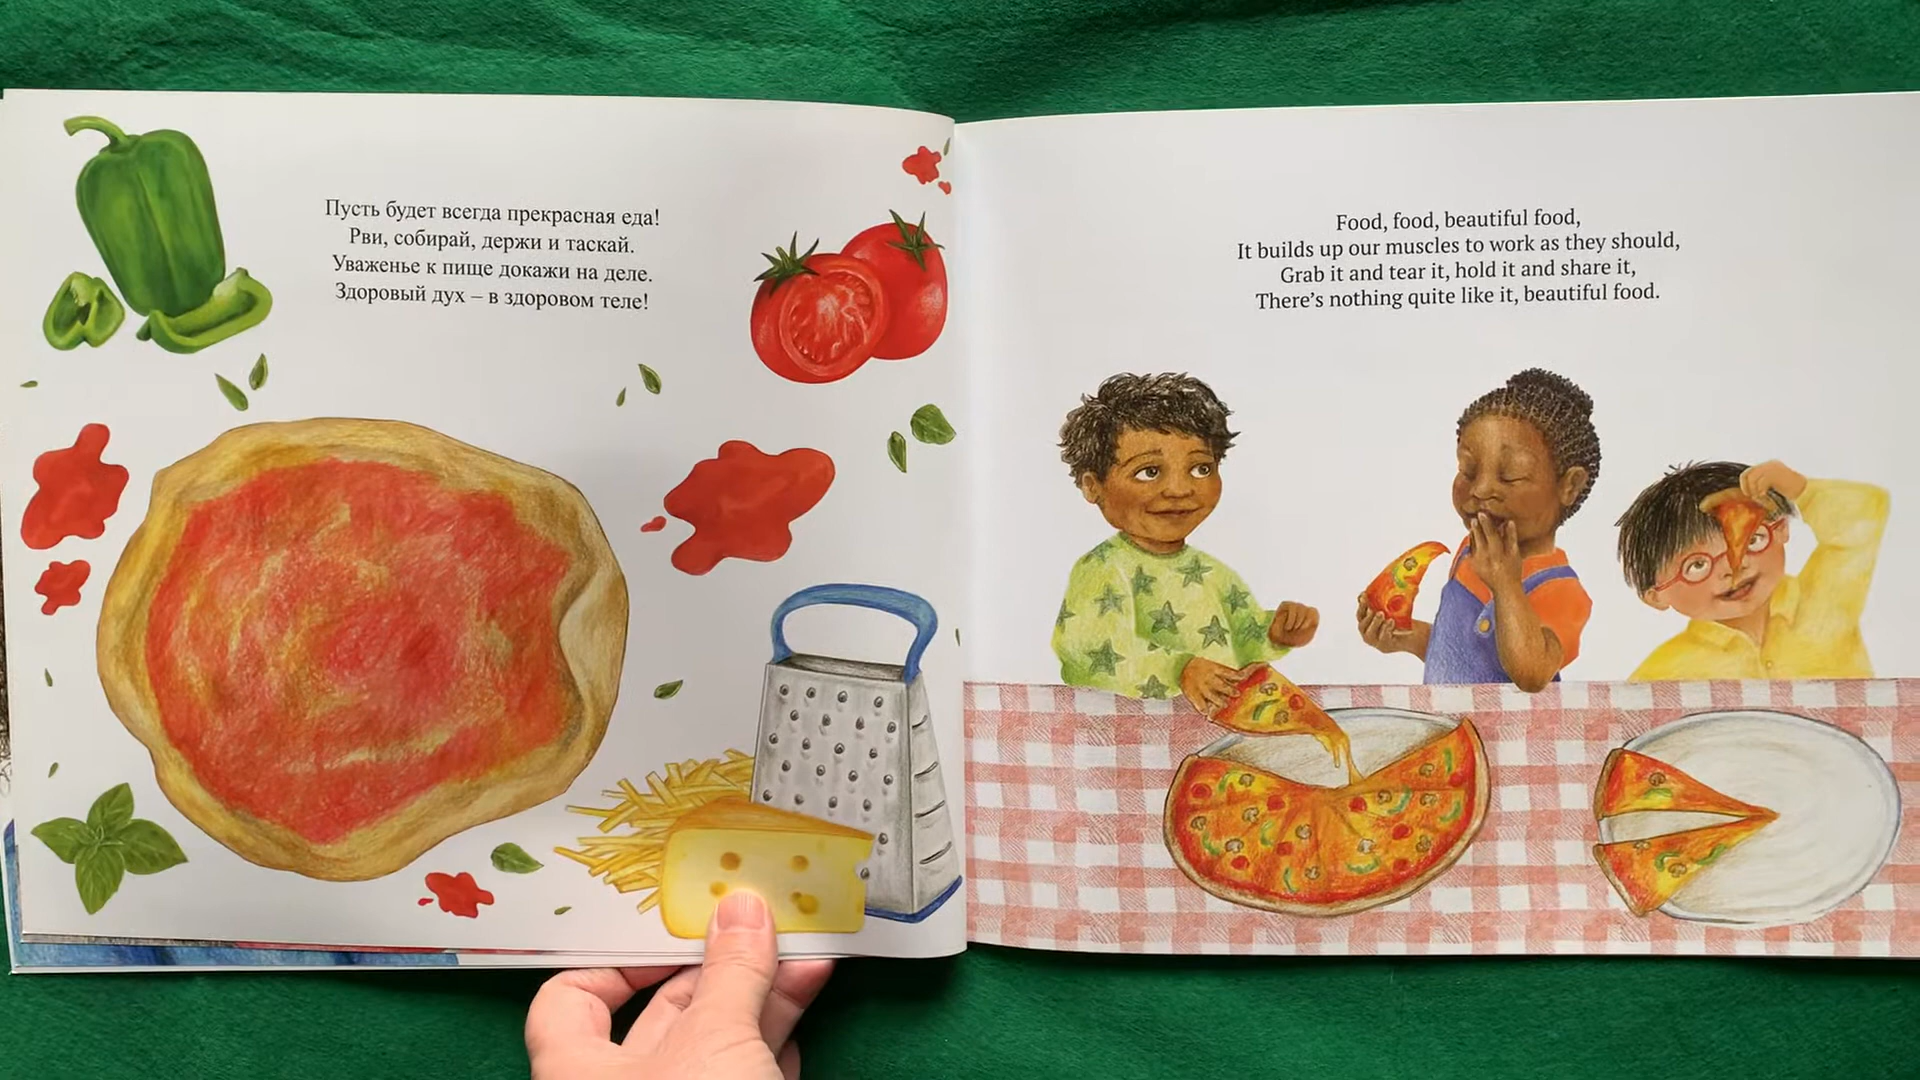 Пусть будет всегда прекрасная еда!
Рви, собирай, держи и таскай.
Уваженье к пище докажи на деле.
Здоровый дух – в здоровом теле!
Food, food, beautiful food,
It builds up our muscles to work as they should,
Grab it and tear it, hold it and share it,
There’s nothing quite like it, beautiful food.